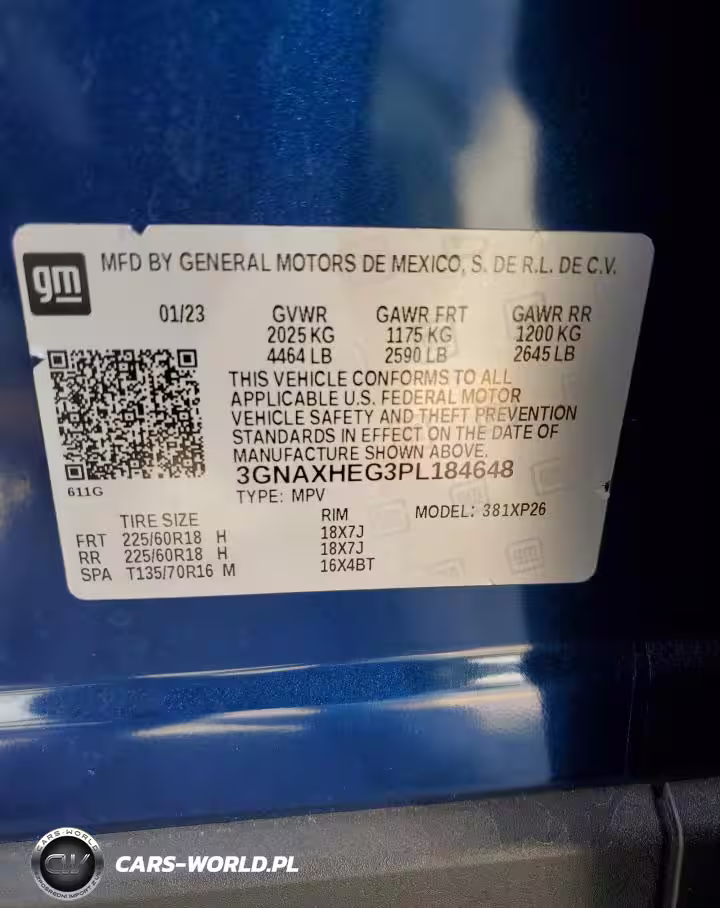 gm
MFD BY GENERAL MOTORS DE MEXICO, S. DE R.L. DE C.V.
01/23 GVWR GAWR FRT GAWR RR
2025 KG 1175 KG 1200 KG
4464 LB 2590 LB 2645 LB
THIS VEHICLE CONFORMS TO ALL
APPLICABLE U.S. FEDERAL MOTOR
VEHICLE SAFETY AND THEFT PREVENTION
STANDARDS IN EFFECT ON THE DATE OF
MANUFACTURE SHOWN ABOVE.
3GNAXHEG3PL184648
611G
TYPE: MPV
TIRE SIZE RIM MODEL: 381XP26
FRT 225/60R18 H 18X7J
RR 225/60R18 H 18X7J
SPA T135/70R16 M 16X4BT
CARS-WORLD
CW
CARS-WORLD.PL